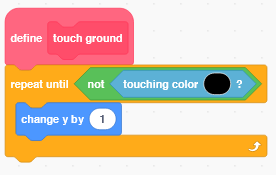 define touch ground
repeat until not touching color ?
change y by 1